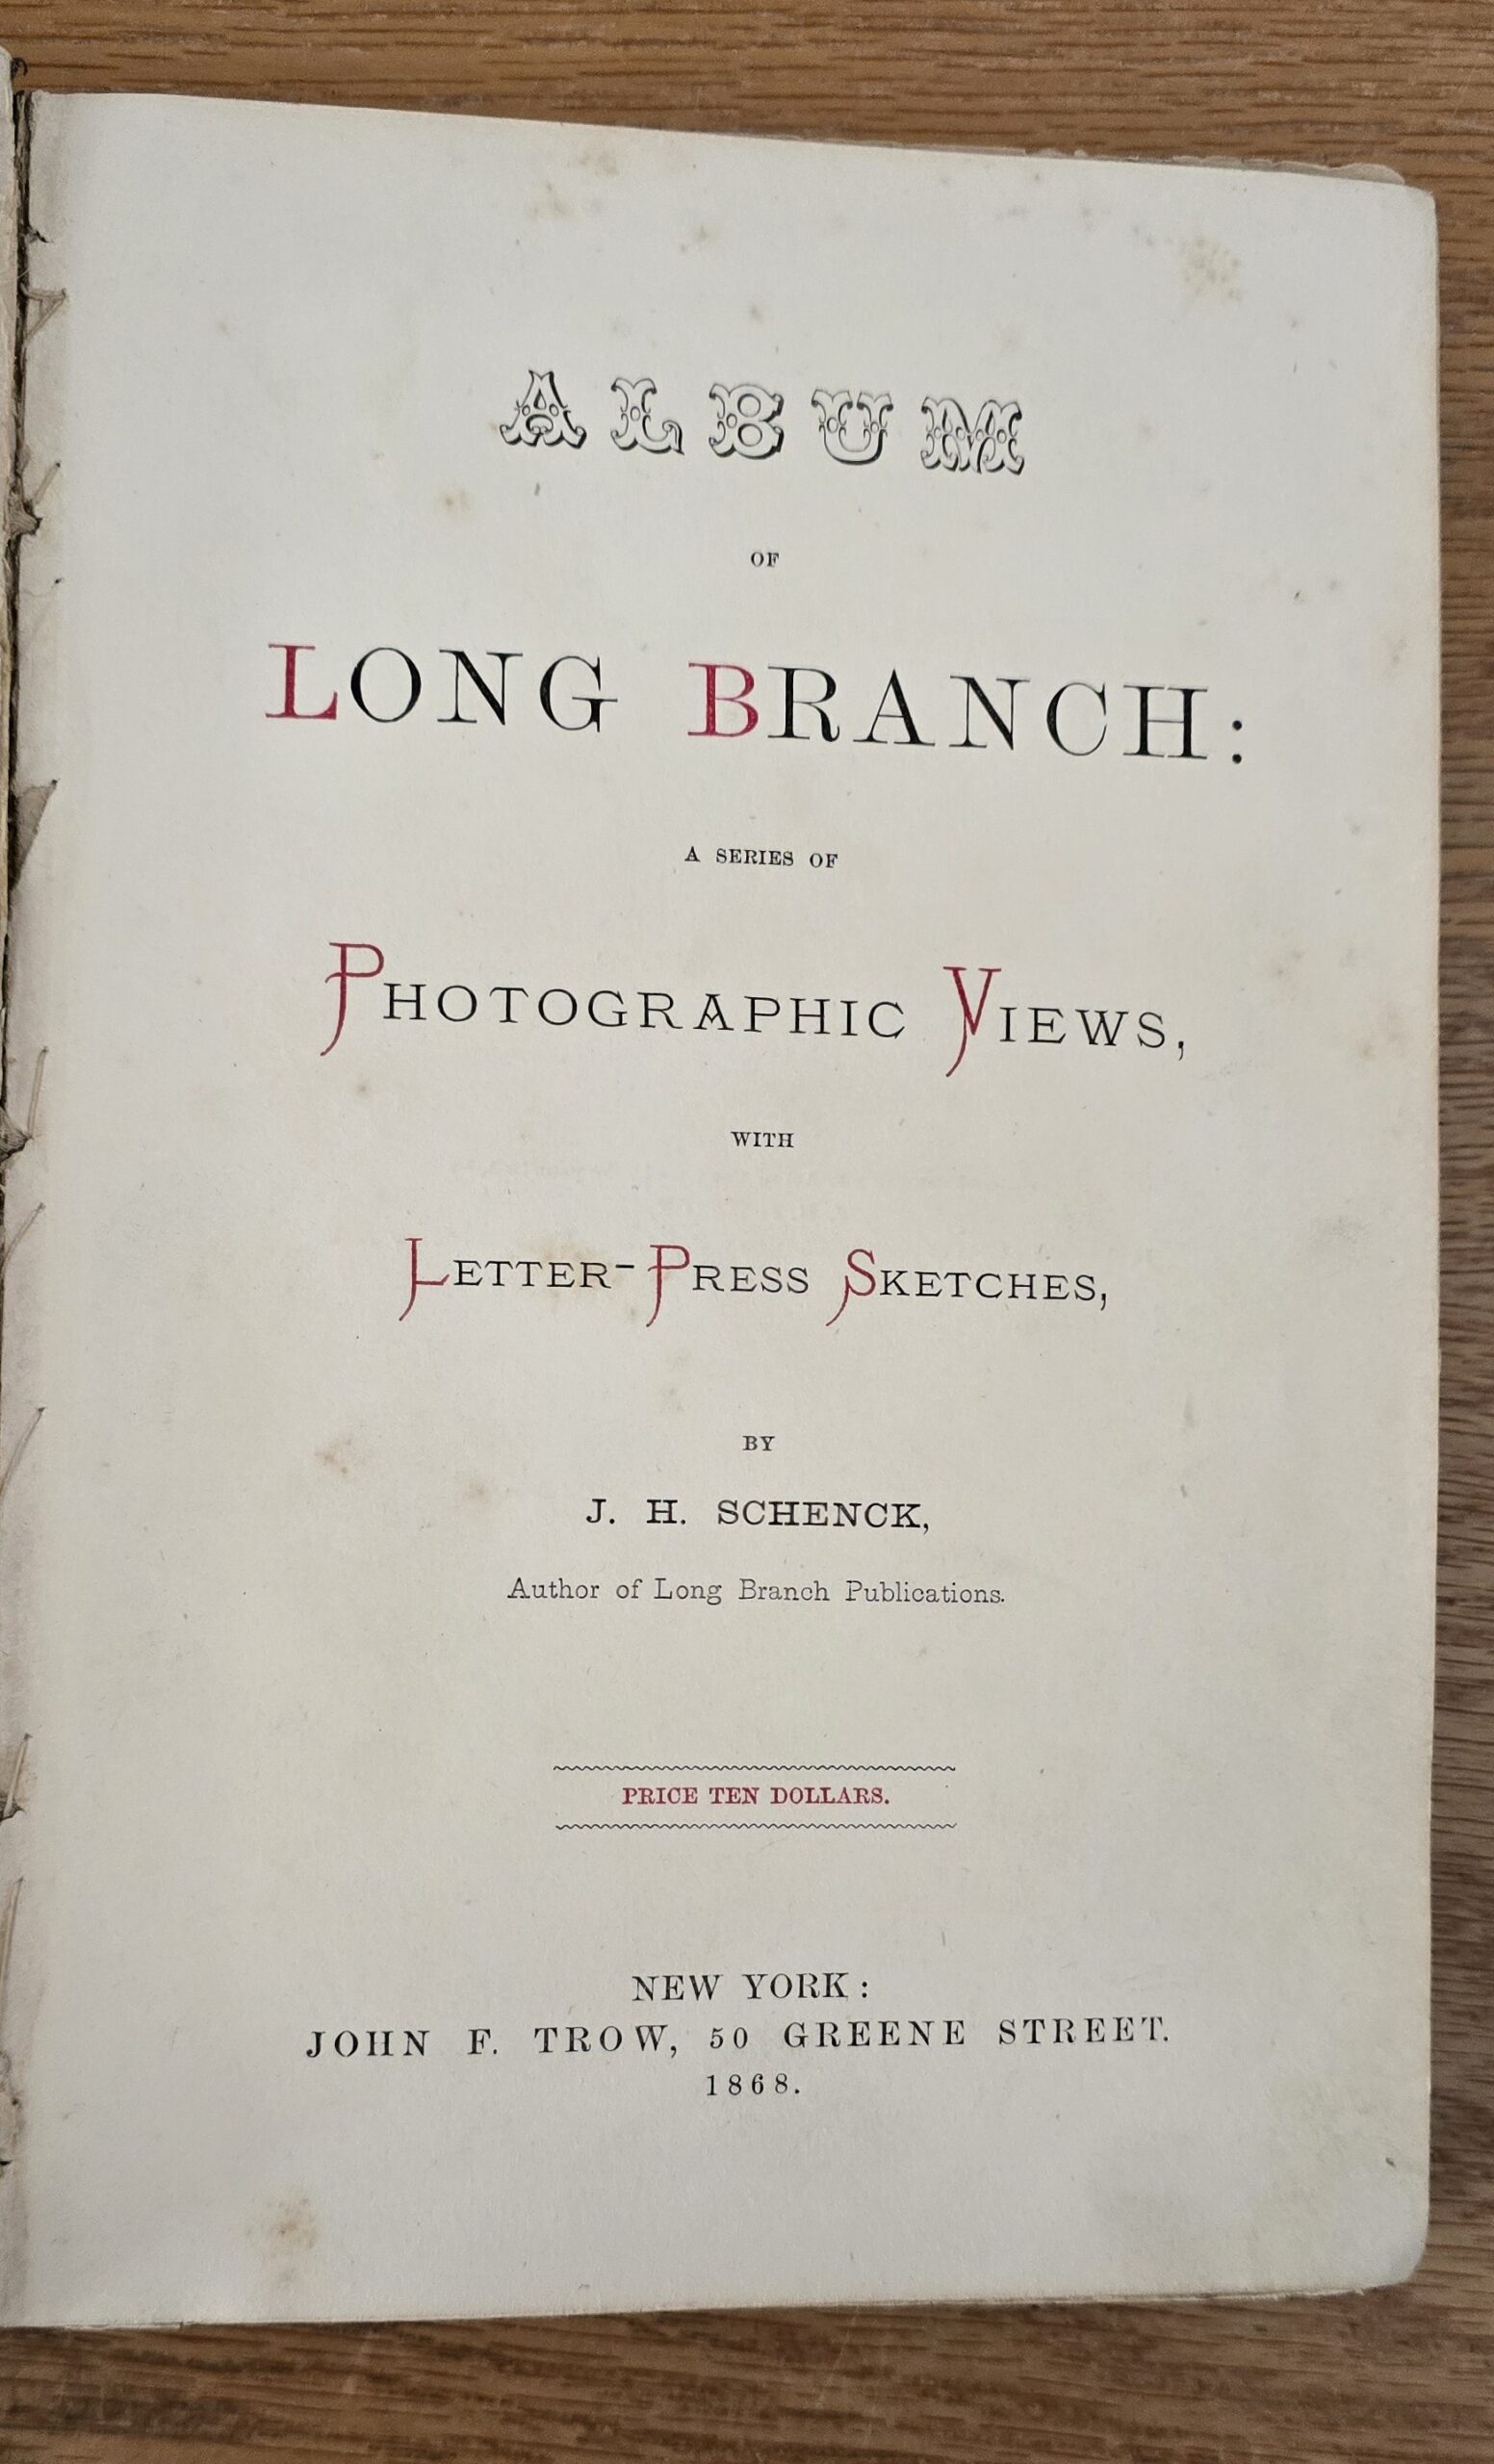 ALBUM
OF
LONG BRANCH:
A SERIES OF
PHOTOGRAPHIC VIEWS,
WITH
LETTER-PRESS SKETCHES,
BY
J. H. SCHENCK,
Author of Long Branch Publications.
PRICE TEN DOLLARS.
NEW YORK:
JOHN F. TROW, 50 GREENE STREET.
1868.